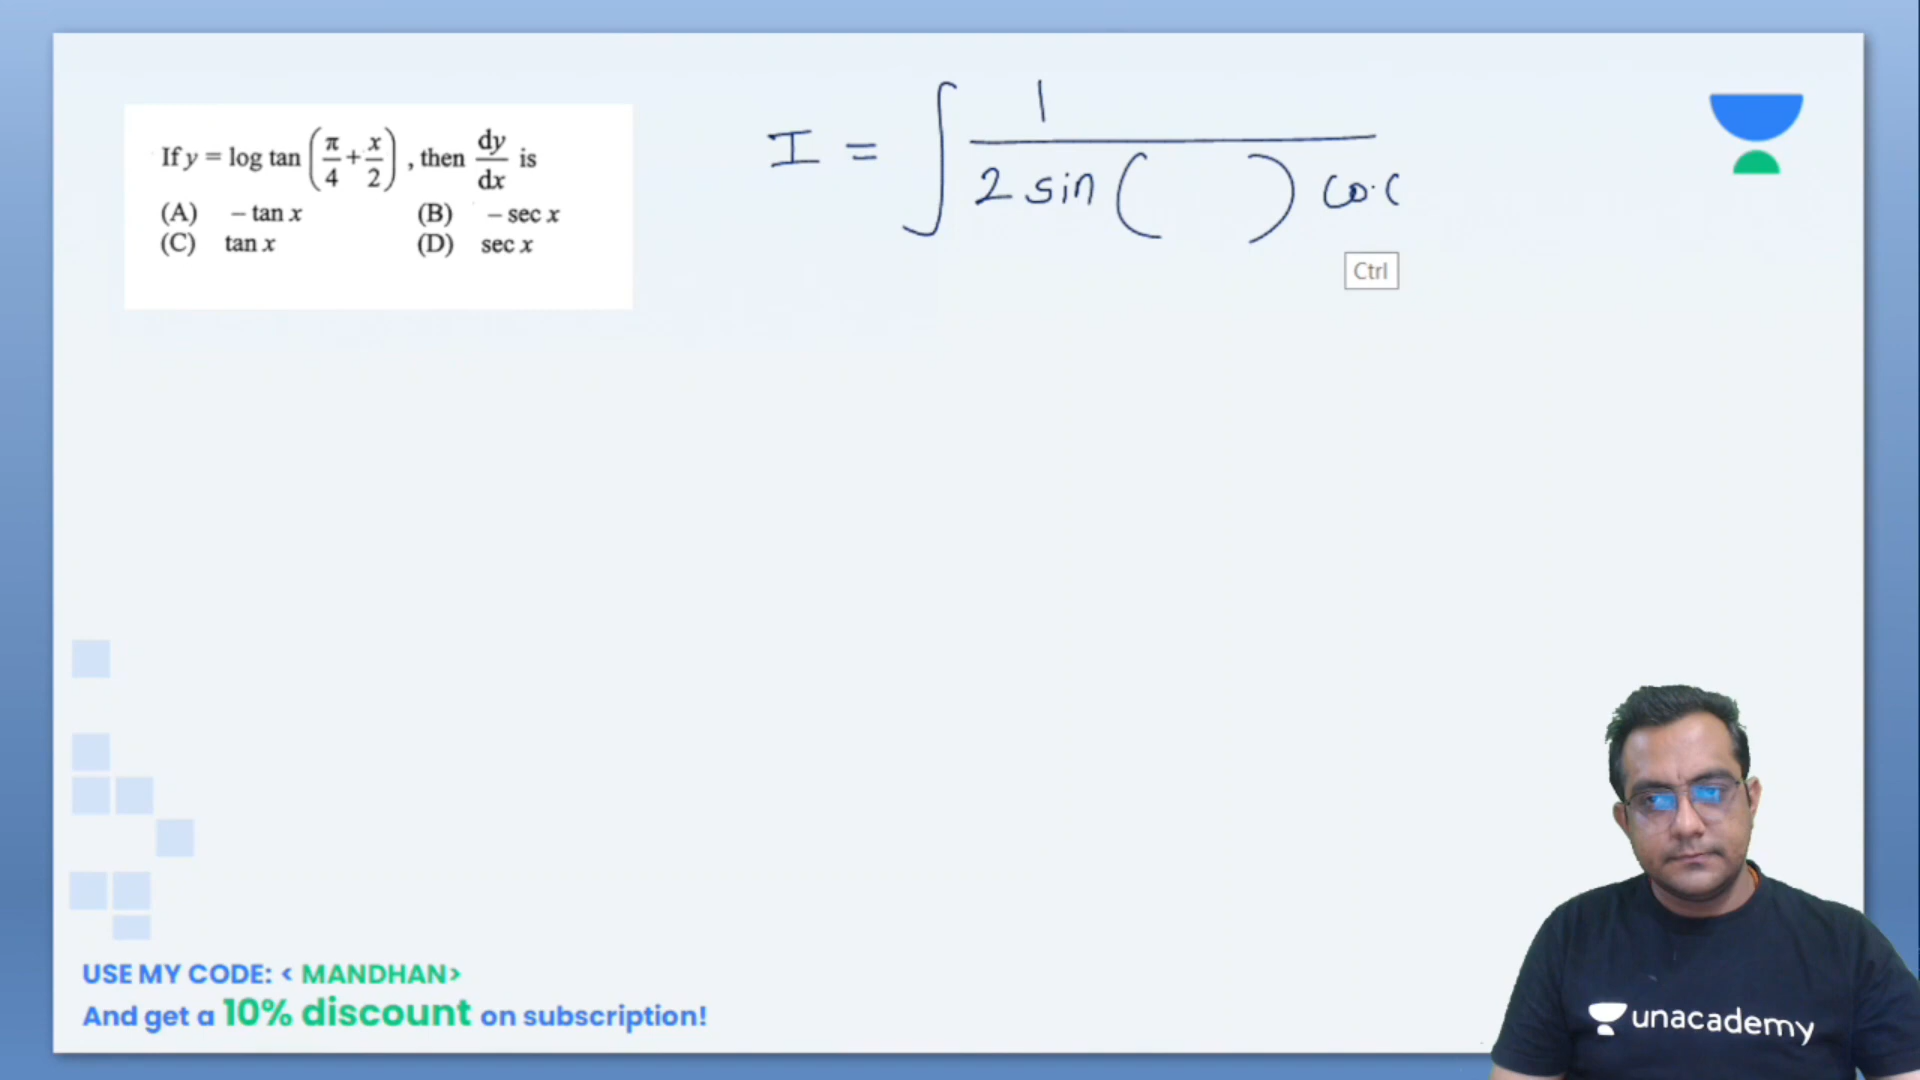 If y = log tan (π/4 + x/2), then dy/dx is
(A) – tan x (B) – sec x
(C) tan x (D) sec x
I = ∫ 1 / 2 sin (   ) co·(
Ctrl
USE MY CODE: < MANDHAN>
And get a 10% discount on subscription!
unacademy